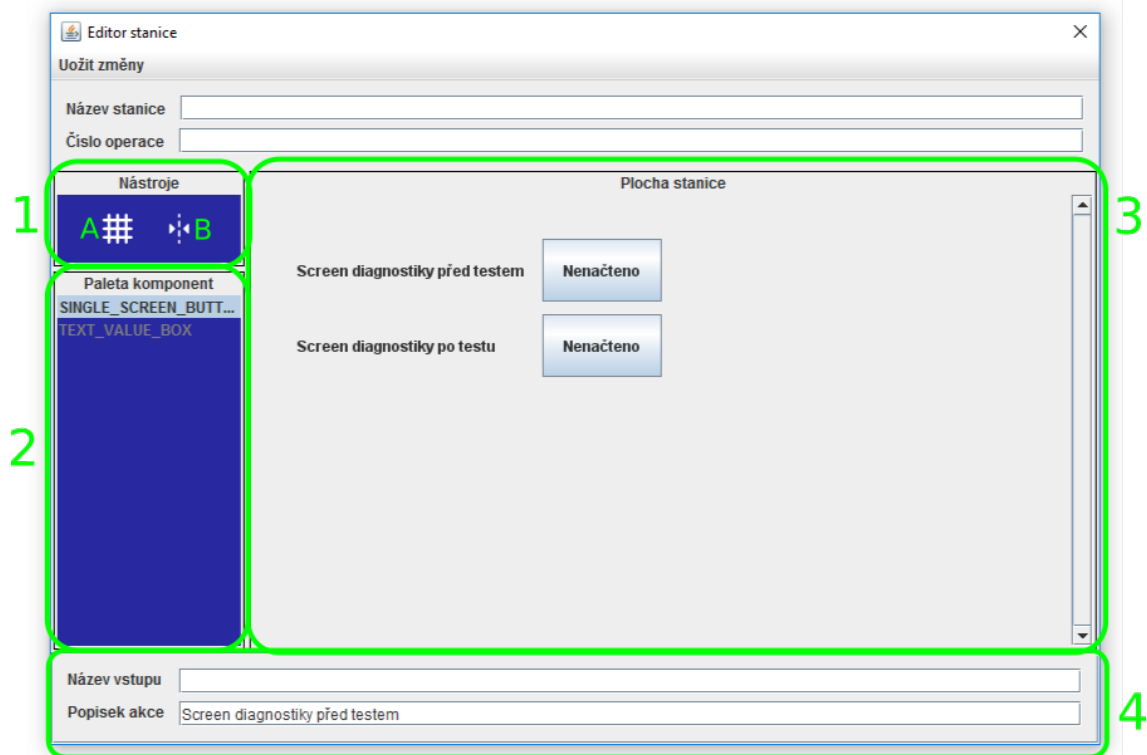 Editor stanice
Uožit změny
Název stanice
Číslo operace
1
Nástroje
A B
2
Paleta komponent
SINGLE_SCREEN_BUTT...
TEXT_VALUE_BOX
3
Plocha stanice
Screen diagnostiky před testem Nenačteno
Screen diagnostiky po testu Nenačteno
4
Název vstupu
Popisek akce Screen diagnostiky před testem